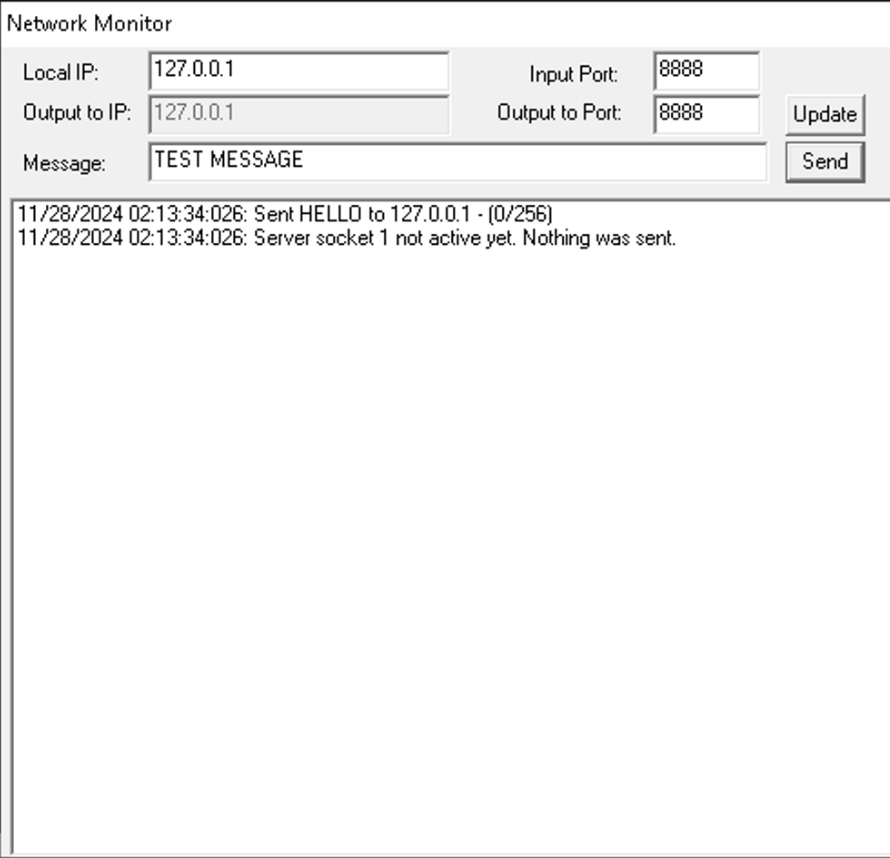 Network Monitor
Local IP: 127.0.0.1 Input Port: 8888
Output to IP: 127.0.0.1 Output to Port: 8888 Update
Message: TEST MESSAGE Send
11/28/2024 02:13:34:026: Sent HELLO to 127.0.0.1 - (0/256)
11/28/2024 02:13:34:026: Server socket 1 not active yet. Nothing was sent.